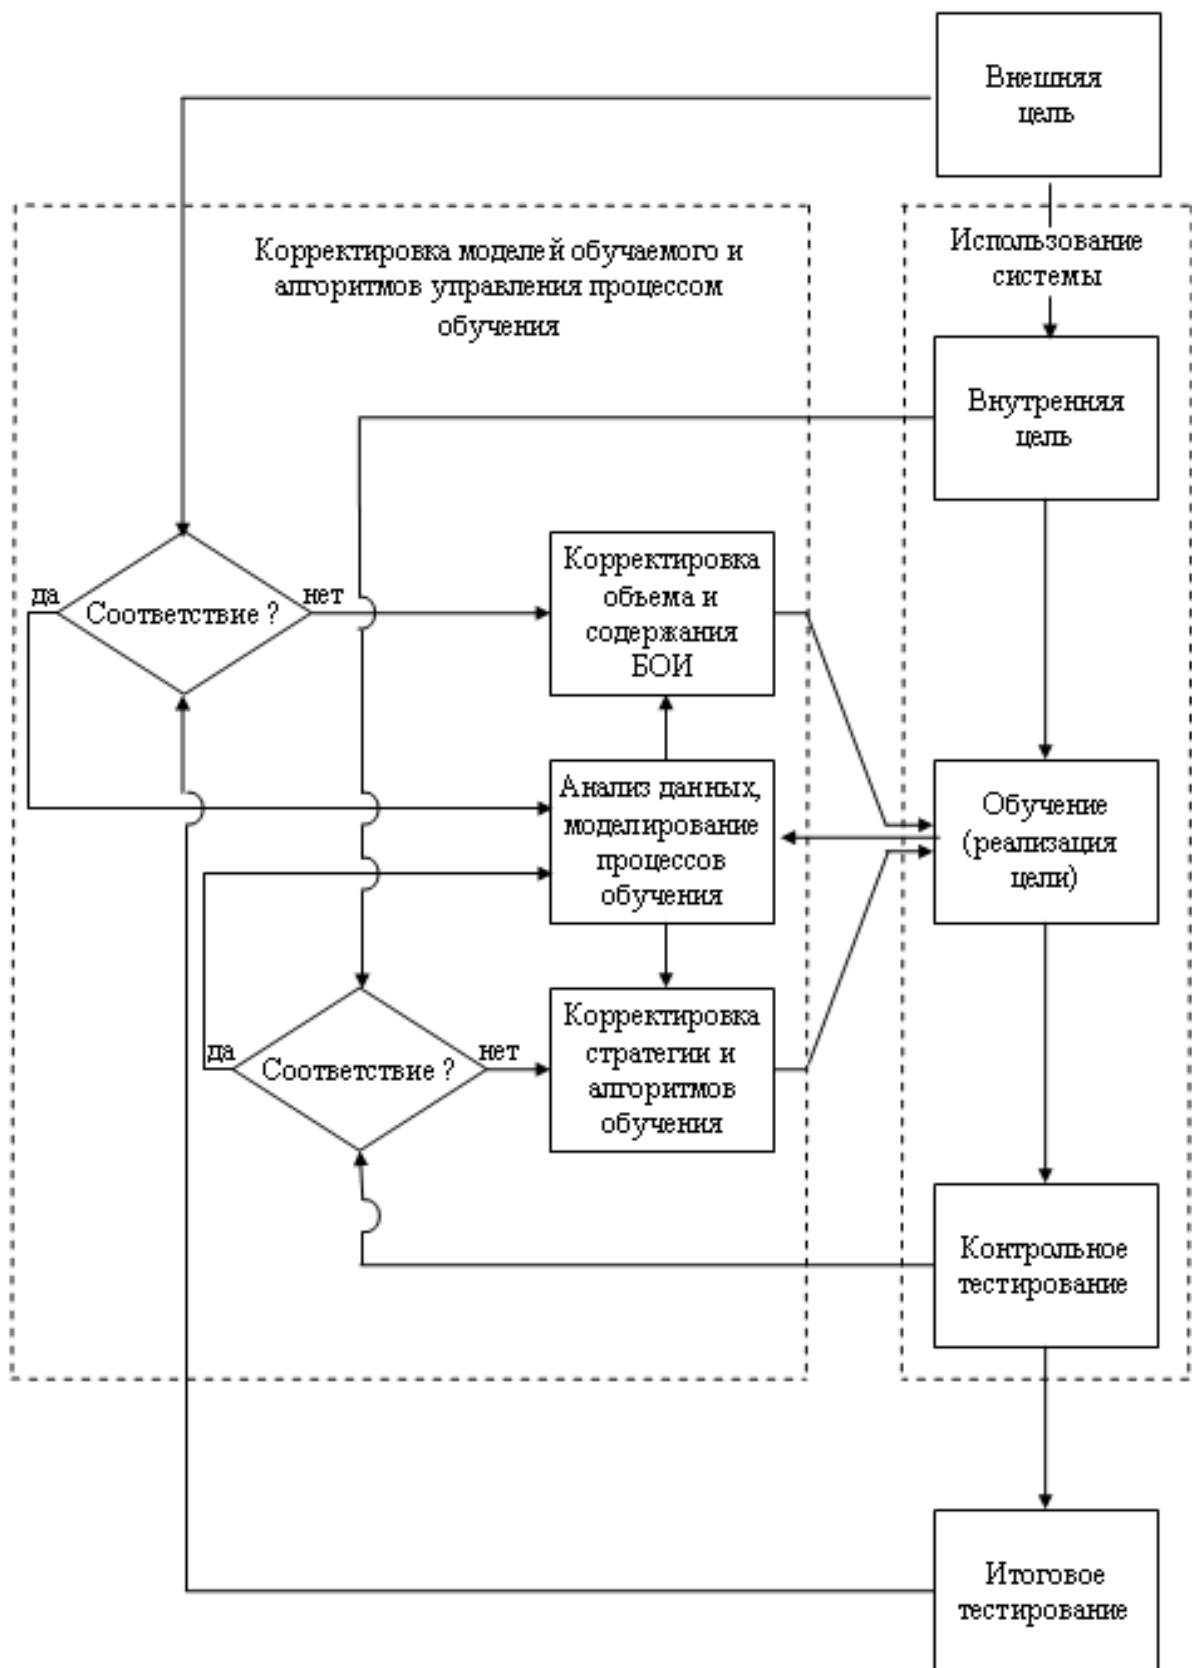 Внешняя
цель
Использование
системы
Корректировка моделей обучаемого и
алгоритмов управления процессом
обучения
Внутренняя
цель
да
Соответствие ?
нет
Корректировка
объема и
содержания
БОИ
Анализ данных,
моделирование
процессов
обучения
Обучение
(реализация
цели)
да
Соответствие ?
нет
Корректировка
стратегии и
алгоритмов
обучения
Контрольное
тестирование
Итоговое
тестирование